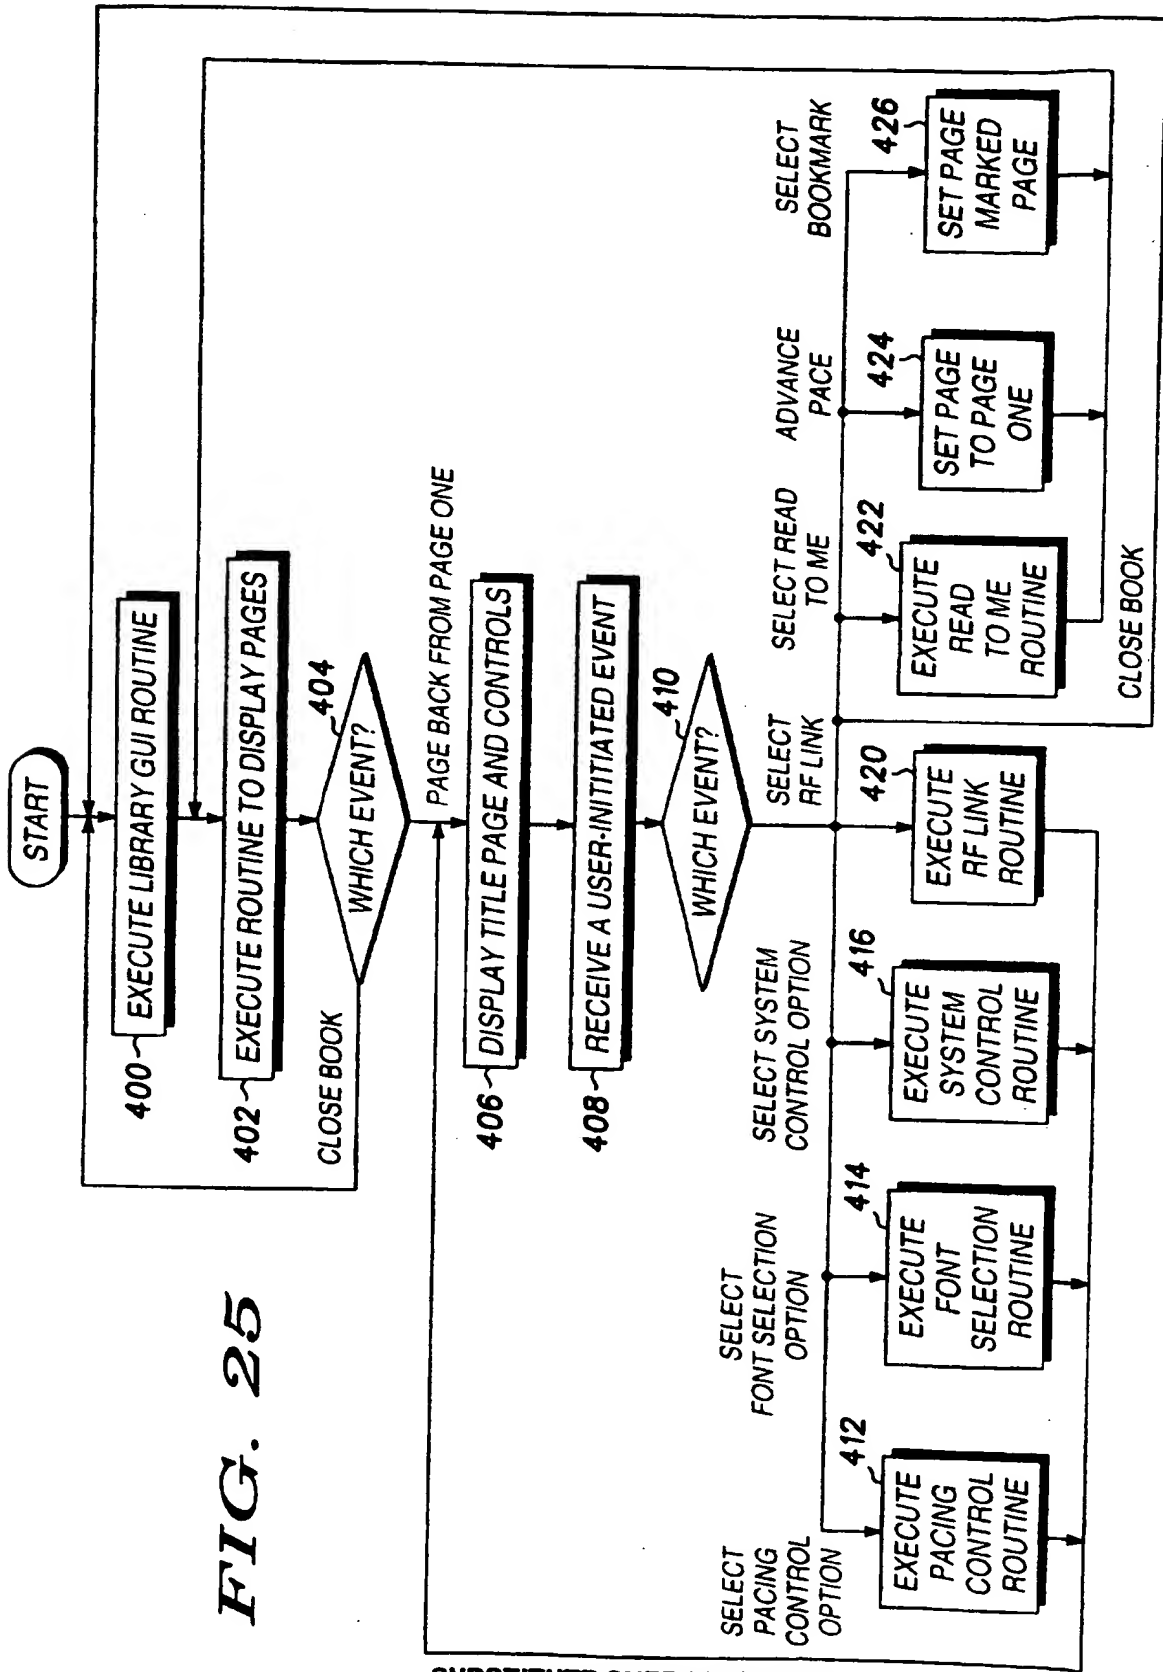 FIG. 25
START
400
EXECUTE LIBRARY GUI ROUTINE
402
EXECUTE ROUTINE TO DISPLAY PAGES
404
WHICH EVENT?
CLOSE BOOK
PAGE BACK FROM PAGE ONE
406
DISPLAY TITLE PAGE AND CONTROLS
408
RECEIVE A USER-INITIATED EVENT
410
WHICH EVENT?
SELECT
PACING
CONTROL
OPTION
412
EXECUTE
PACING
CONTROL
ROUTINE
SELECT
FONT SELECTION
OPTION
414
EXECUTE
FONT
SELECTION
ROUTINE
SELECT SYSTEM
CONTROL OPTION
416
EXECUTE
SYSTEM
CONTROL
ROUTINE
SELECT
RF LINK
420
EXECUTE
RF LINK
ROUTINE
SELECT READ
TO ME
422
EXECUTE
READ
TO ME
ROUTINE
ADVANCE
PACE
424
SET PAGE
TO PAGE
ONE
SELECT
BOOKMARK
426
SET PAGE
MARKED
PAGE
CLOSE BOOK